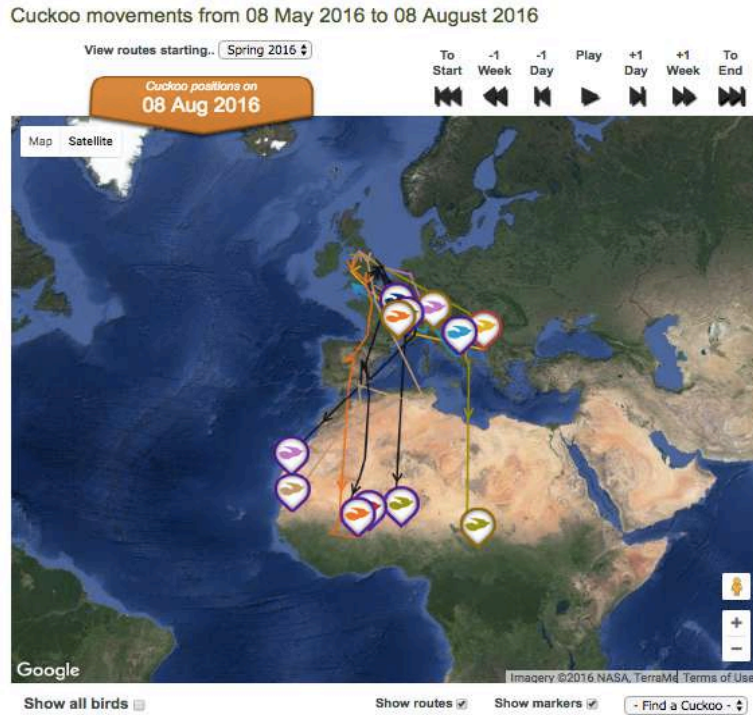 Cuckoo movements from 08 May 2016 to 08 August 2016
View routes starting.. Spring 2016
To Start
-1 Week
-1 Day
Play
+1 Day
+1 Week
To End
Cuckoo positions on
08 Aug 2016
Map Satellite
+
−
Google
Imagery ©2016 NASA, TerraMe Terms of Use
Show all birds Show routes Show markers - Find a Cuckoo -